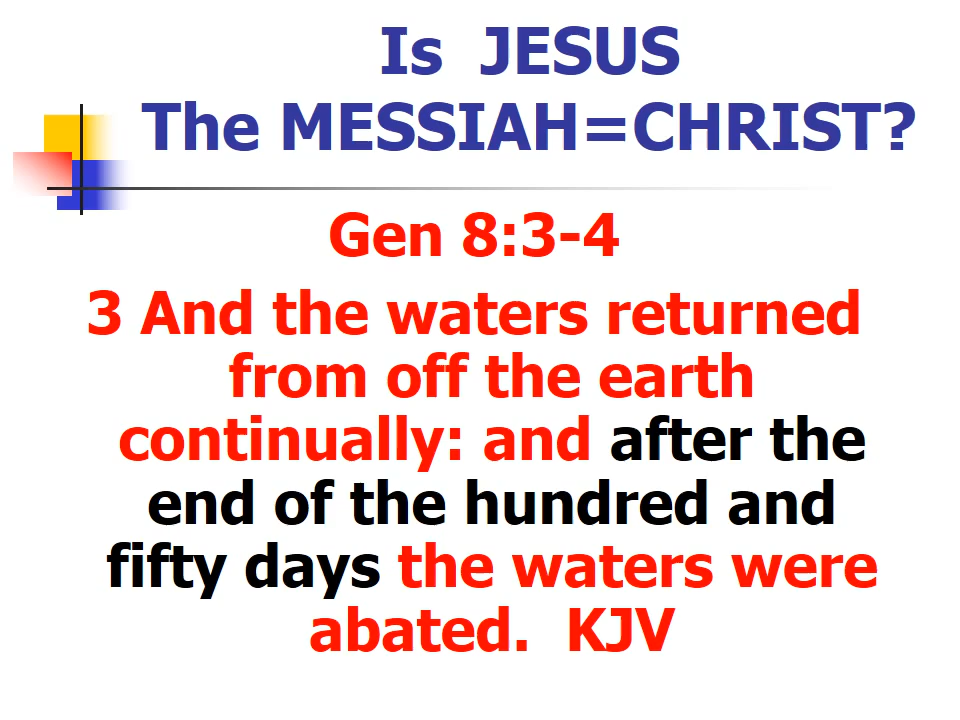 Is JESUS
The MESSIAH=CHRIST?
Gen 8:3-4
3 And the waters returned
from off the earth
continually: and after the
end of the hundred and
fifty days the waters were
abated. KJV